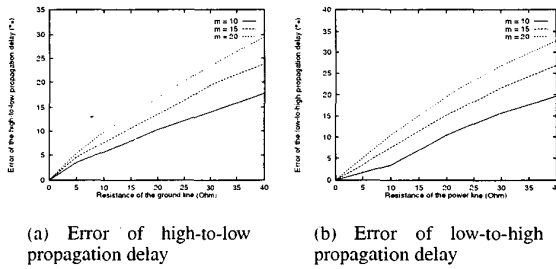 35
30
25
20
15
10
5
0
Error of the high-to-low propagation delay (%)
m = 10
m = 15
m = 20
0 5 10 15 20 25 30 35 40
Resistance of the ground line (Ohm)
40
35
30
25
20
15
10
5
0
Error of the low-to-high propagation delay (%)
m = 10
m = 15
m = 20
0 10 20 30 40
Resistance of the power line (Ohm)
(a) Error of high-to-low
propagation delay
(b) Error of low-to-high
propagation delay